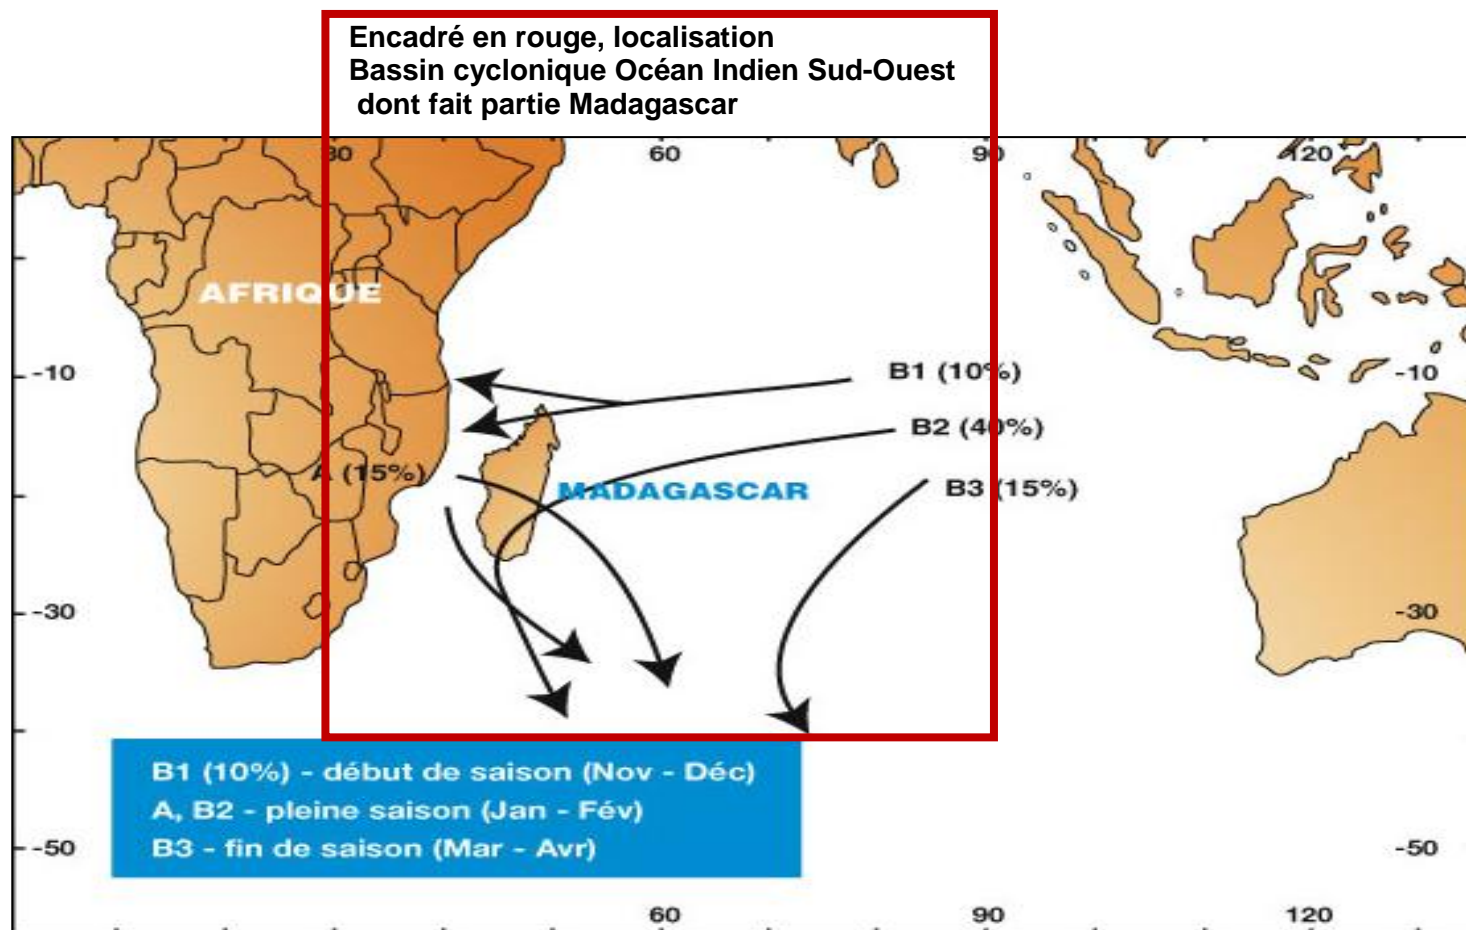 Encadré en rouge, localisation
Bassin cyclonique Océan Indien Sud-Ouest
dont fait partie Madagascar
30
60
90
120
AFRIQUE
-10
B1 (10%)
-10
B2 (40%)
A (15%)
MADAGASCAR
B3 (15%)
-30
-30
B1 (10%) - début de saison (Nov - Déc)
A, B2 - pleine saison (Jan - Fév)
B3 - fin de saison (Mar - Avr)
-50
-50
60
90
120